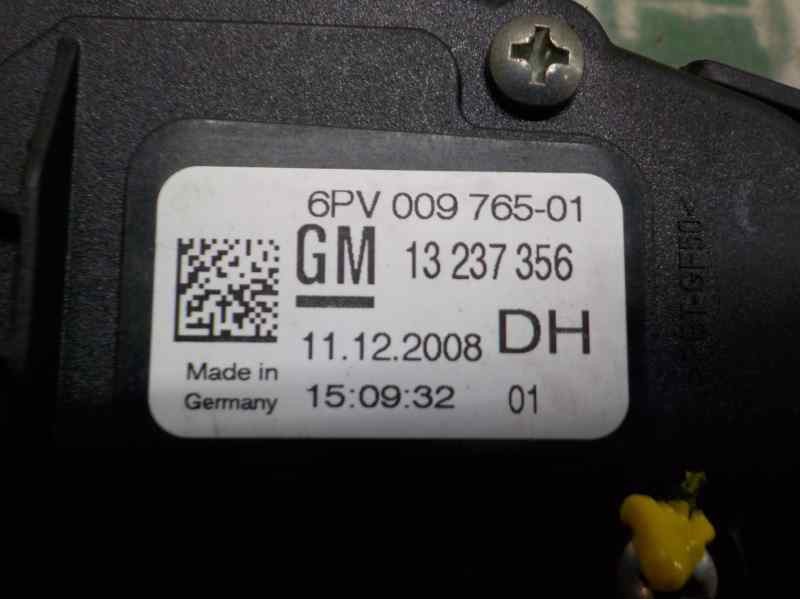 6PV 009 765-01
GM 13 237 356
11.12.2008 DH
Made in
Germany
15:09:32 01